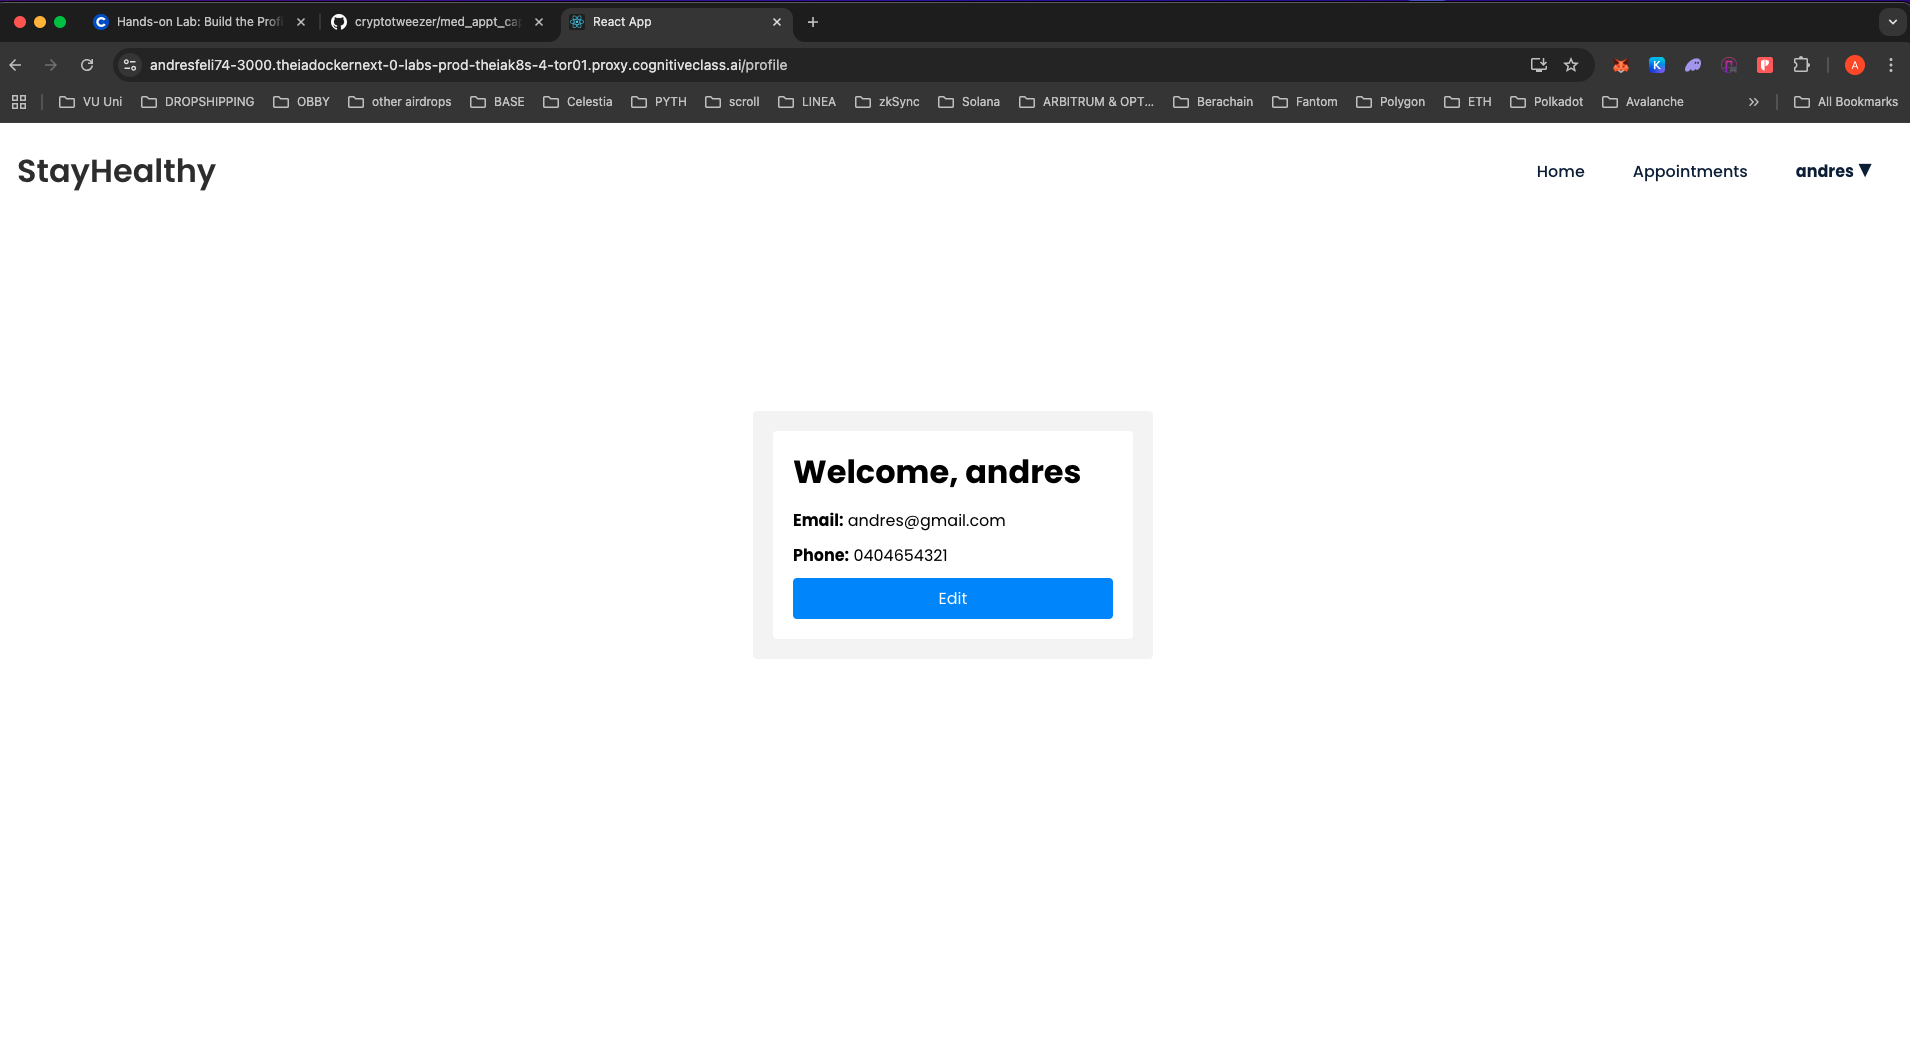 Hands-on Lab: Build the Profi
cryptotweezer/med_appt_cap
React App
andresfeli74-3000.theiadockernext-0-labs-prod-theiak8s-4-tor01.proxy.cognitiveclass.ai/profile
A
VU Uni
DROPSHIPPING
OBBY
other airdrops
BASE
Celestia
PYTH
scroll
LINEA
zkSync
Solana
ARBITRUM & OPT...
Berachain
Fantom
Polygon
ETH
Polkadot
Avalanche
All Bookmarks
StayHealthy
Home
Appointments
andres ▼
Welcome, andres
Email: andres@gmail.com
Phone: 0404654321
Edit